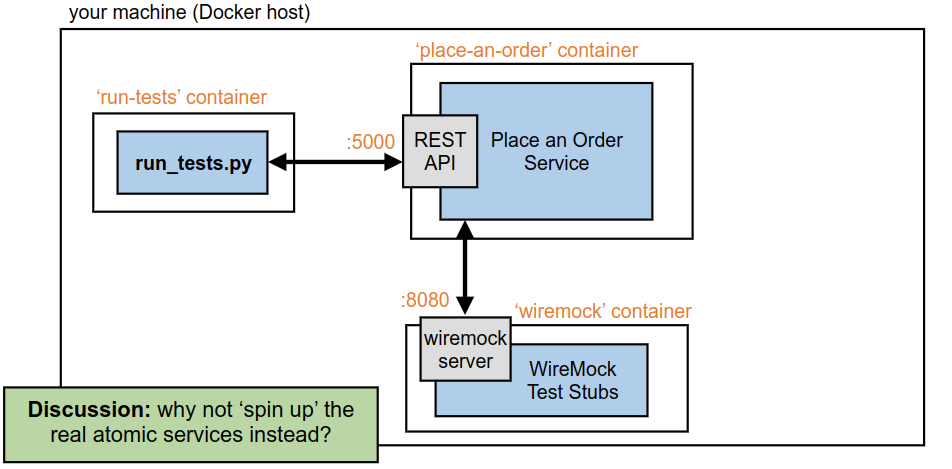 your machine (Docker host)
‘place-an-order’ container
‘run-tests’ container
run_tests.py
:5000
REST
API
Place an Order
Service
:8080
‘wiremock’ container
wiremock
server
WireMock
Test Stubs
Discussion: why not ‘spin up’ the
real atomic services instead?